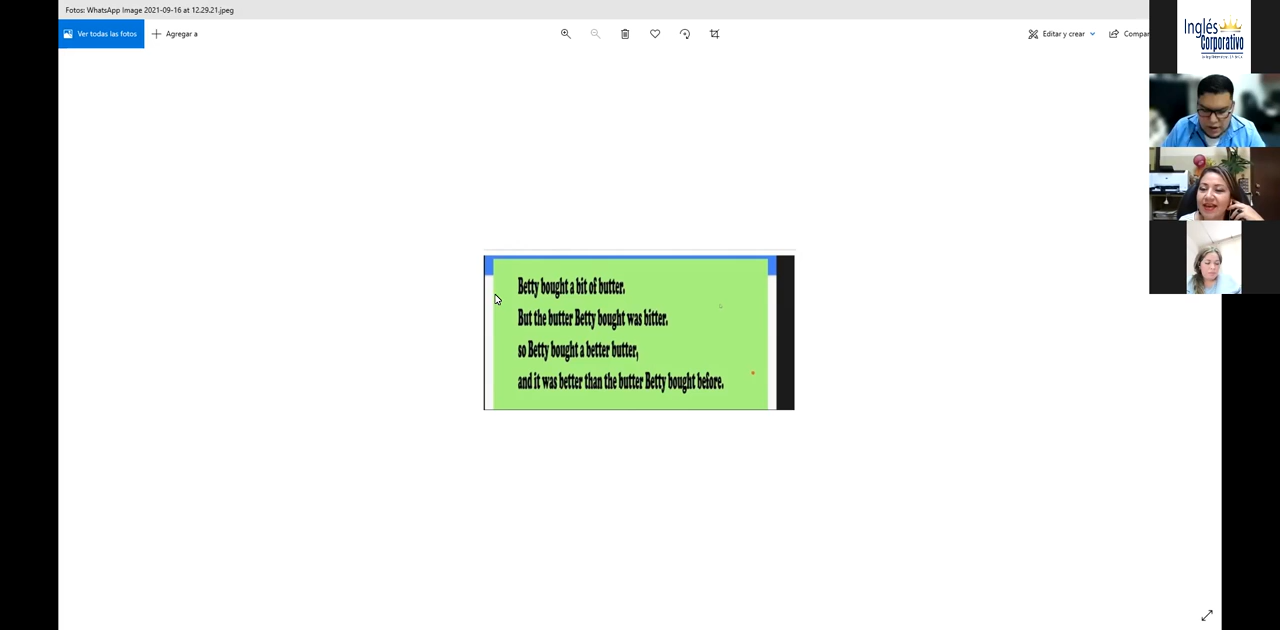 Fotos: WhatsApp Image 2021-09-16 at 12.29.21.jpeg
Ver todas las fotos
Agregar a
Editar y crear
Compar
Inglés
Corporativo
Betty bought a bit of butter.
But the butter Betty bought was bitter.
so Betty bought a better butter,
and it was better than the butter Betty bought before.